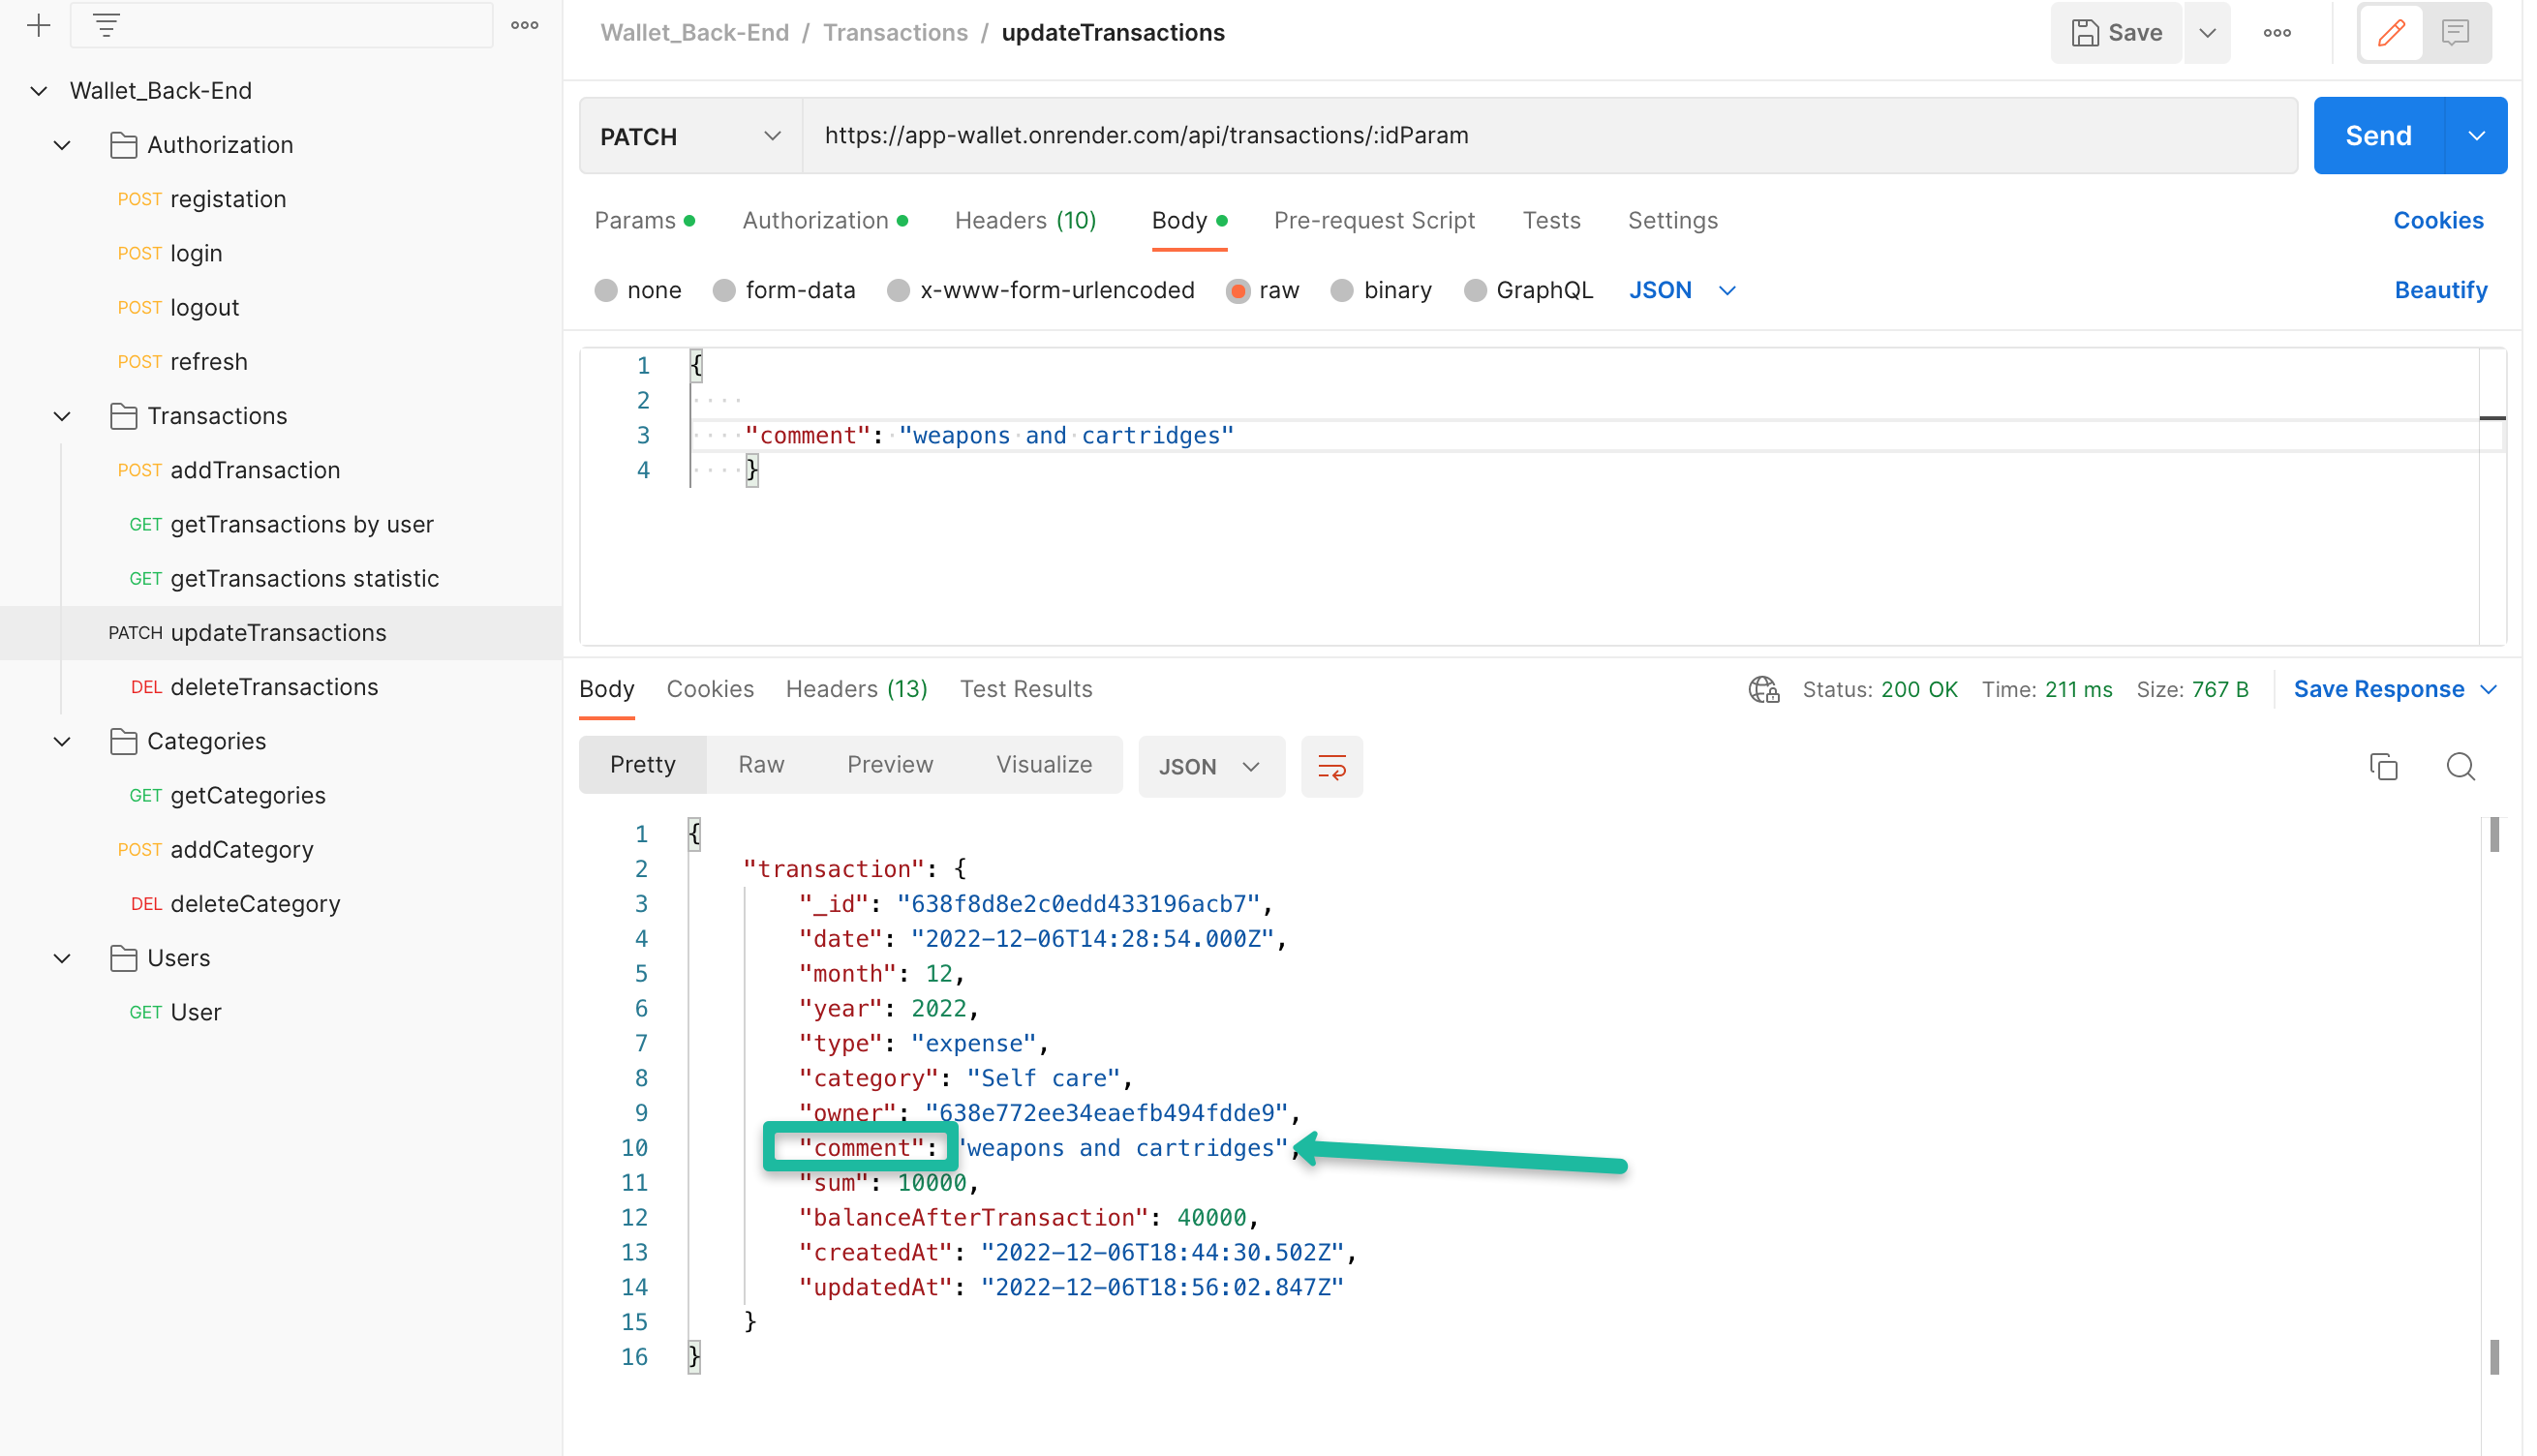 Wallet_Back-End
Authorization
POST registation
POST login
POST logout
POST refresh
Transactions
POST addTransaction
GET getTransactions by user
GET getTransactions statistic
PATCH updateTransactions
DEL deleteTransactions
Categories
GET getCategories
POST addCategory
DEL deleteCategory
Users
GET User
Wallet_Back-End / Transactions / updateTransactions
Save
PATCH https://app-wallet.onrender.com/api/transactions/:idParam Send
Params Authorization Headers (10) Body Pre-request Script Tests Settings Cookies
none form-data x-www-form-urlencoded raw binary GraphQL JSON Beautify
1 {
2
3 "comment": "weapons and cartridges"
4 }
Body Cookies Headers (13) Test Results Status: 200 OK Time: 211 ms Size: 767 B Save Response
Pretty Raw Preview Visualize JSON
1 {
2 "transaction": {
3 "_id": "638f8d8e2c0edd433196acb7",
4 "date": "2022-12-06T14:28:54.000Z",
5 "month": 12,
6 "year": 2022,
7 "type": "expense",
8 "category": "Self care",
9 "owner": "638e772ee34eaefb494fdde9",
10 "comment": "weapons and cartridges",
11 "sum": 10000,
12 "balanceAfterTransaction": 40000,
13 "createdAt": "2022-12-06T18:44:30.502Z",
14 "updatedAt": "2022-12-06T18:56:02.847Z"
15 }
16 }